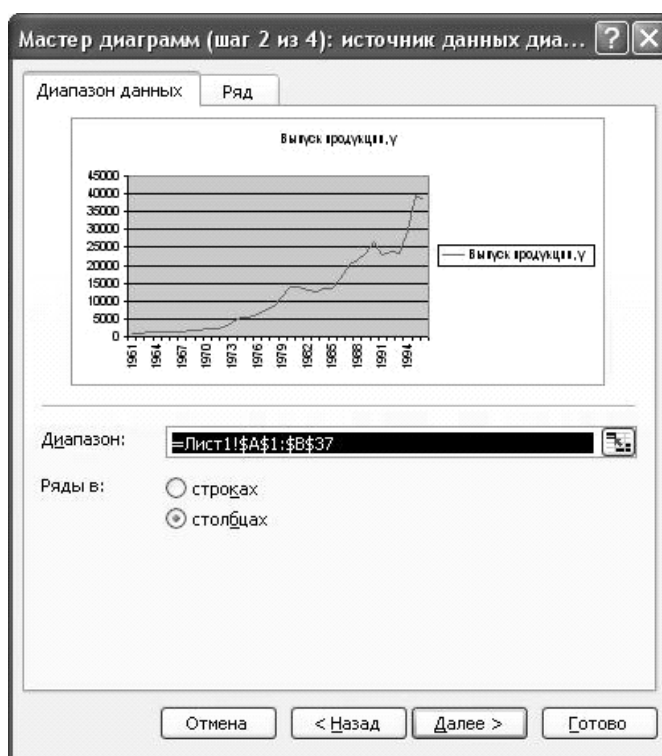 Мастер диаграмм (шаг 2 из 4): источник данных диа...
Диапазон данных
Ряд
Выпуск продукции, y
45000
40000
35000
30000
25000
20000
15000
10000
5000
0
1961
1964
1967
1970
1973
1976
1979
1982
1985
1988
1991
1994
Выпуск продукции, y
Диапазон:
=Лист1!$A$1:$B$37
Ряды в:
строках
столбцах
Отмена
< Назад
Далее >
Готово